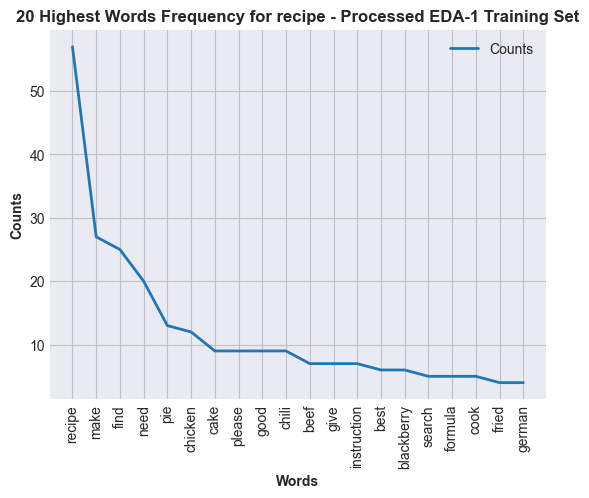 20 Highest Words Frequency for recipe - Processed EDA-1 Training Set
Counts
Counts
50
40
30
20
10
recipe
make
find
need
pie
chicken
cake
please
good
chili
beef
give
instruction
best
blackberry
search
formula
cook
fried
german
Words